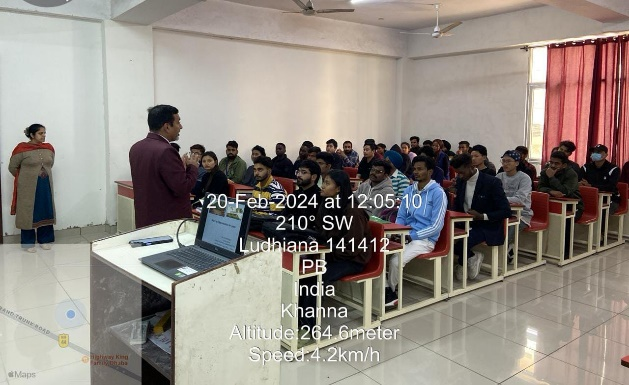 20-Feb-2024 at 12:05:10
210° SW
Ludhiana 141412
PB
India
Khanna
Altitude:264.6meter
Speed:4.2km/h
Maps